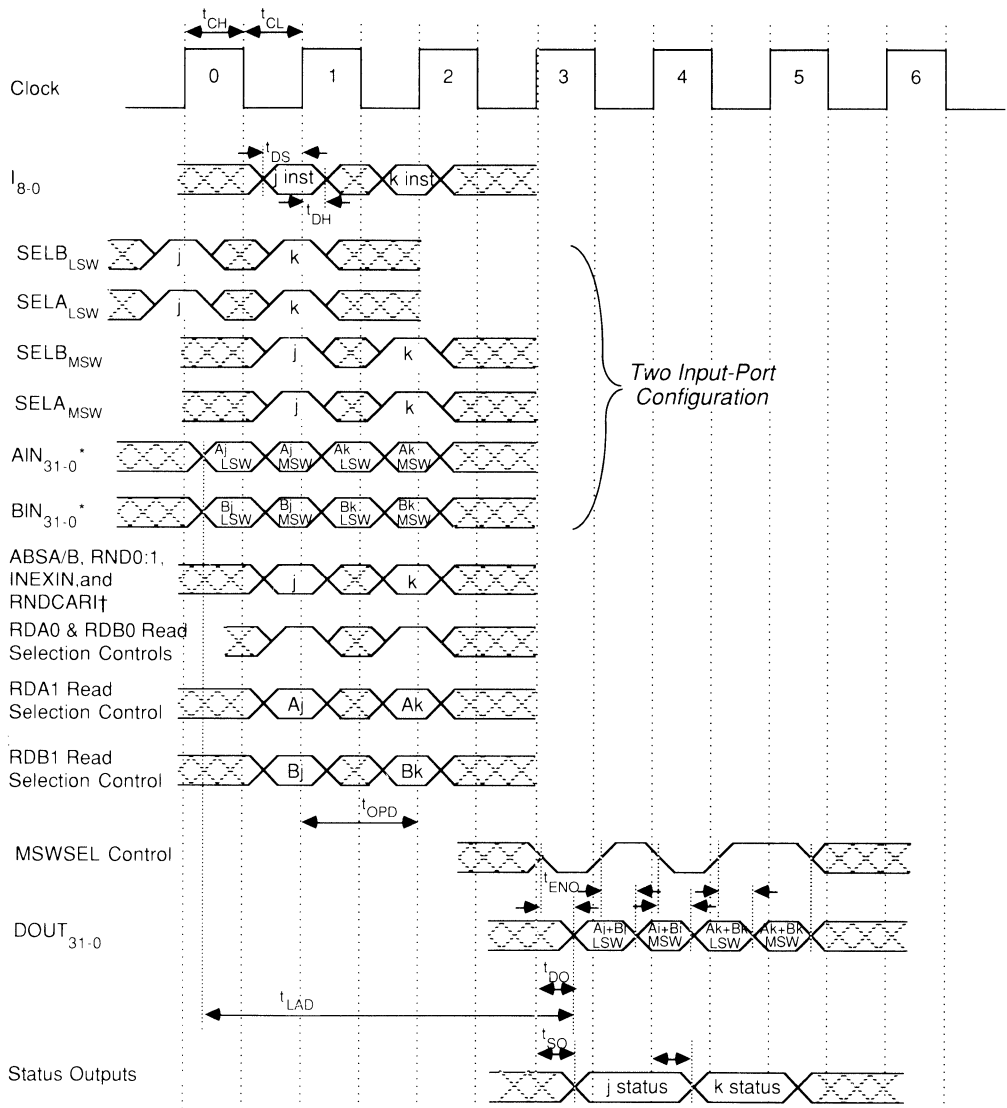 tCH tCL
Clock 0 1 2 3 4 5 6
tDS
I8-0 j inst k inst
tDH
SELBLSW j k
SELALSW j k
SELBMSW j k
SELAMSW j k
Two Input-Port
Configuration
AIN31-0* Aj LSW Aj MSW Ak LSW Ak MSW
BIN31-0* Bj LSW Bj MSW Bk LSW Bk MSW
ABSA/B, RND0:1,
INEXIN,and
RNDCARI† j k
RDA0 & RDB0 Read
Selection Controls
RDA1 Read
Selection Control Aj Ak
RDB1 Read
Selection Control Bj Bk
tOPD
MSWSEL Control
tENO
DOUT31-0 Aj+Bj LSW Aj+Bj MSW Ak+Bk LSW Ak+Bk MSW
tDO
tLAD
tSO
Status Outputs j status k status